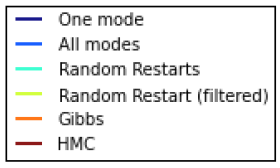 One mode
All modes
Random Restarts
Random Restart (filtered)
Gibbs
HMC